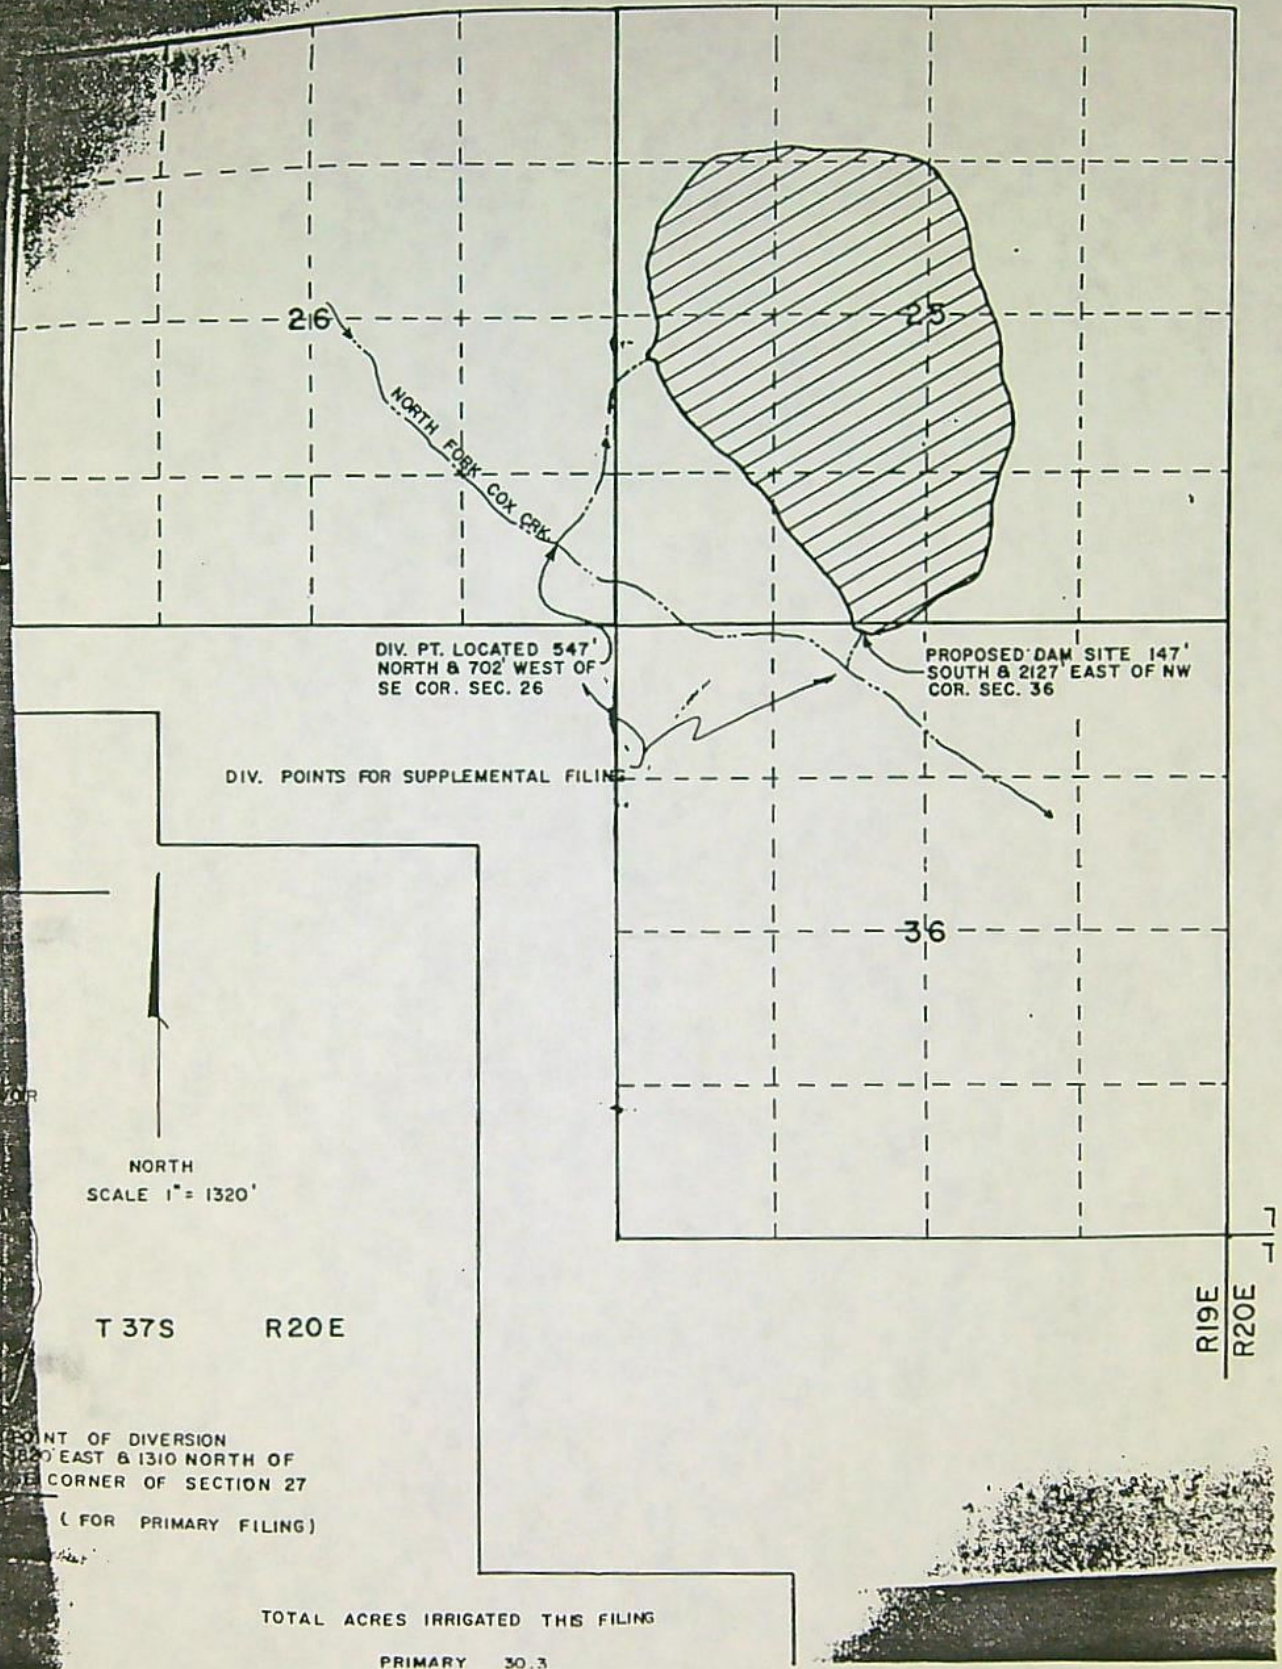 26
25
NORTH FORK COX CRK.
DIV. PT. LOCATED 547'
NORTH & 702' WEST OF
SE COR. SEC. 26
PROPOSED DAM SITE 147'
SOUTH & 2127' EAST OF NW
COR. SEC. 36
DIV. POINTS FOR SUPPLEMENTAL FILING
36
NORTH
SCALE 1"= 1320'
T 37S R20E
R19E
R20E
POINT OF DIVERSION
EAST & 1310 NORTH OF
CORNER OF SECTION 27
( FOR PRIMARY FILING)
TOTAL ACRES IRRIGATED THIS FILING
PRIMARY 30.3